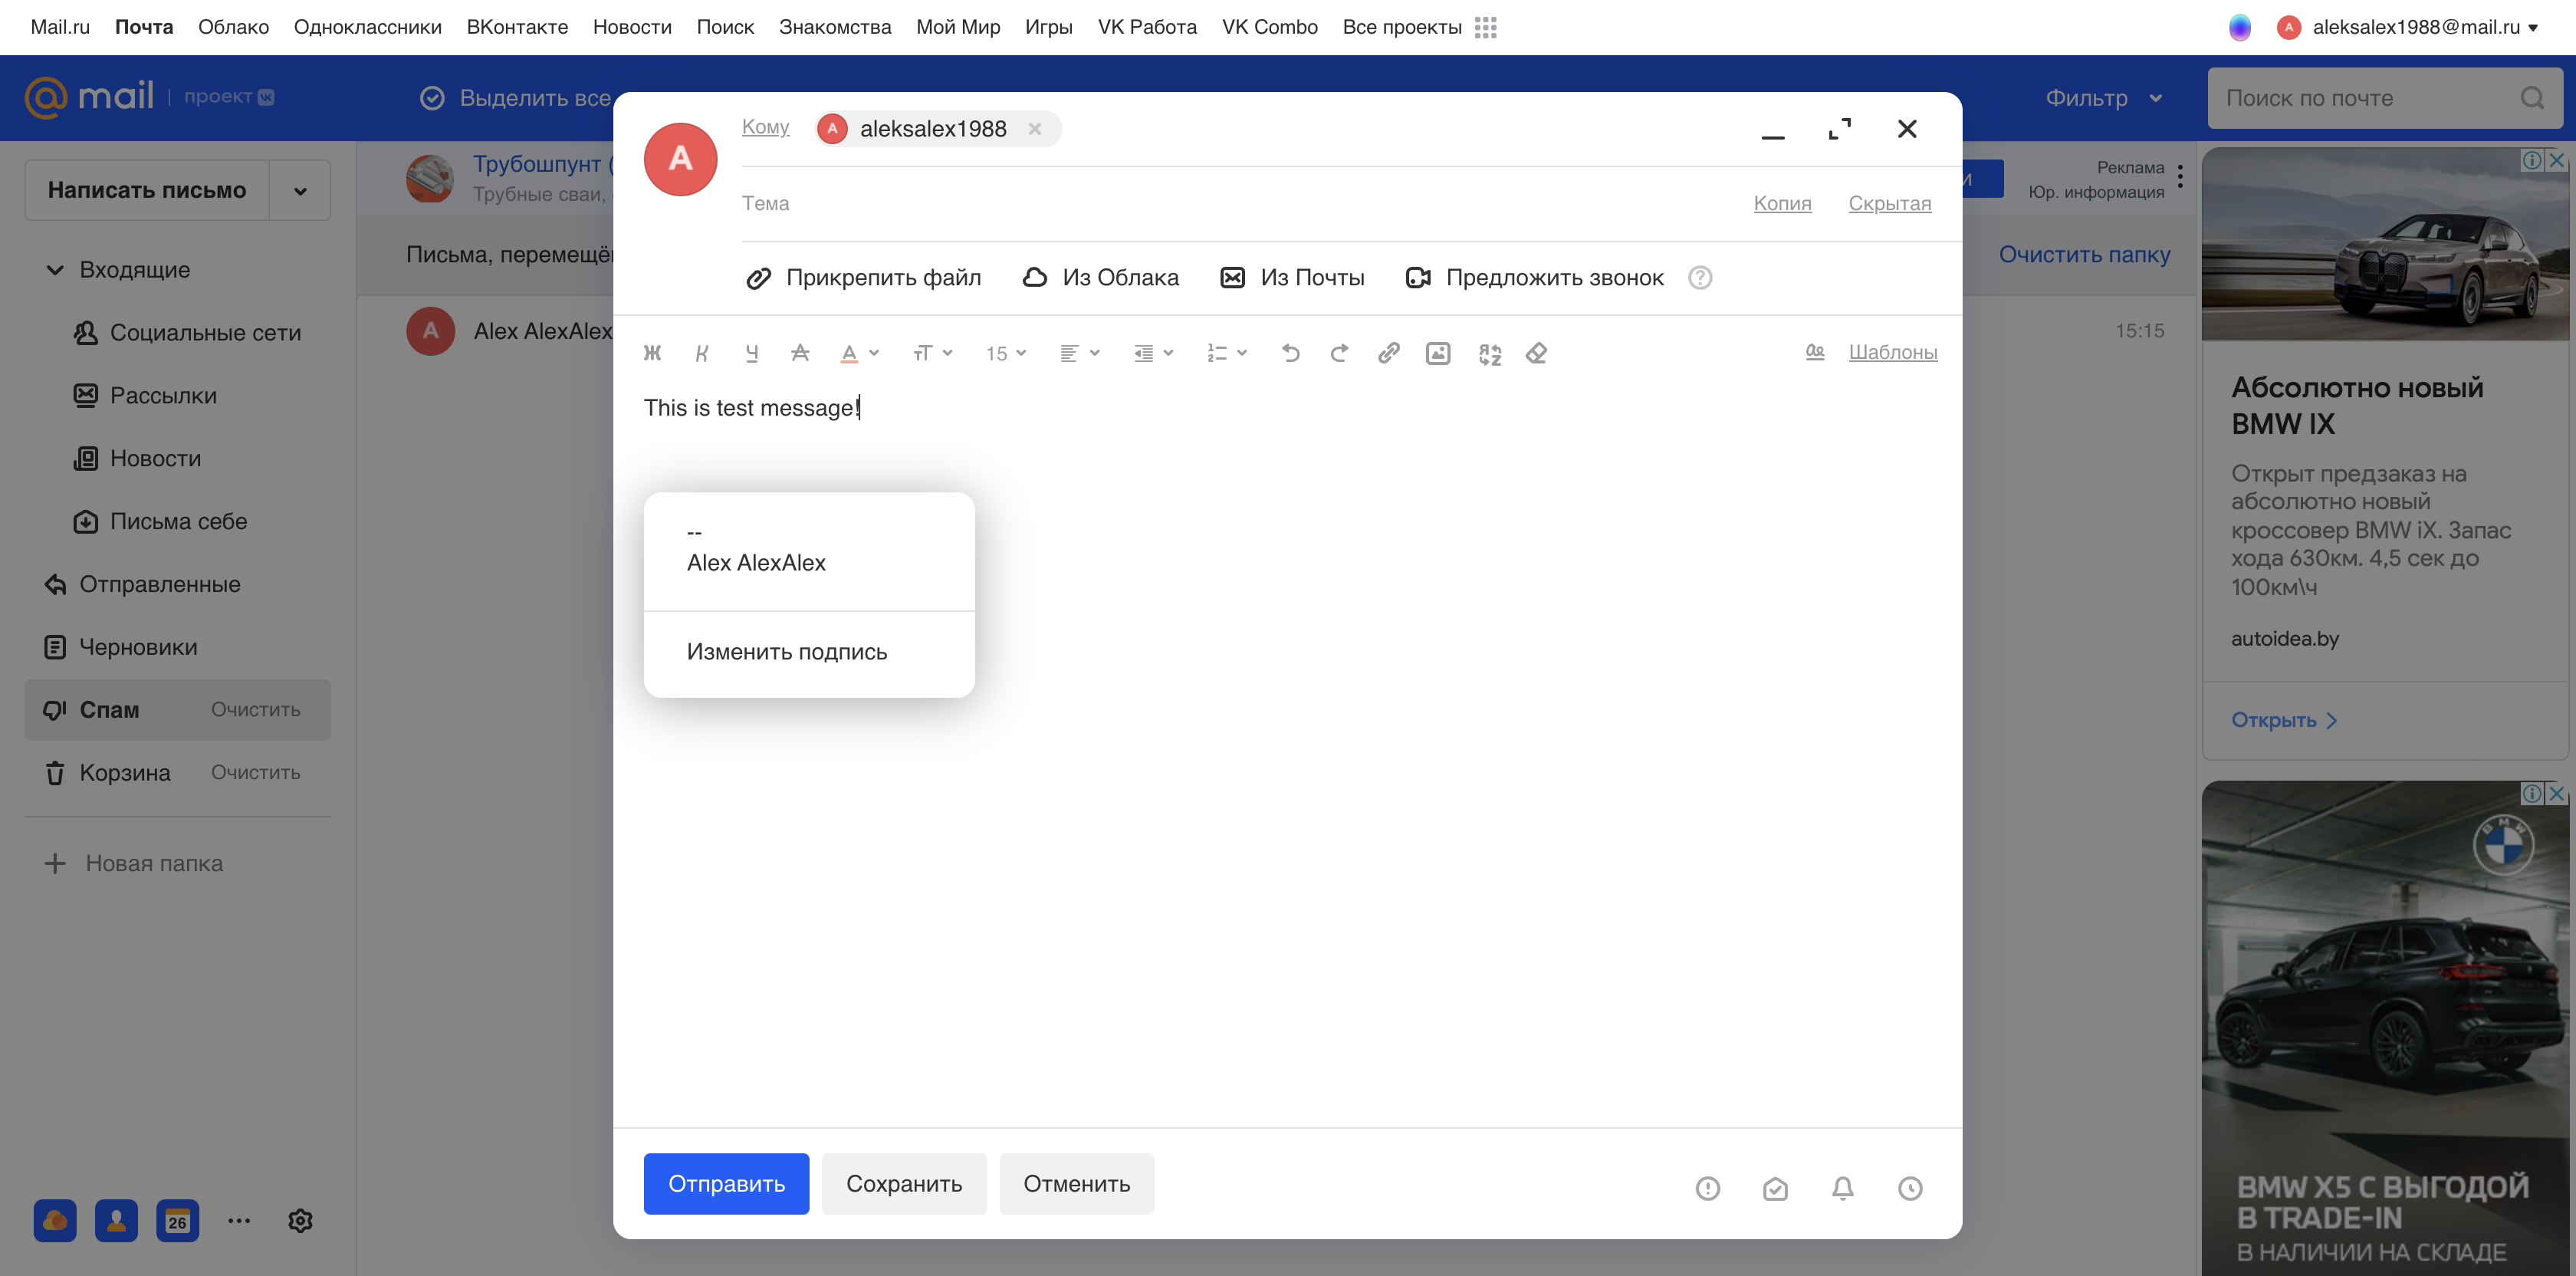 Mail.ru Почта Облако Одноклассники ВКонтакте Новости Поиск Знакомства Мой Мир Игры VK Работа VK Combo Все проекты
A aleksalex1988@mail.ru
@mail проект
Выделить все
Фильтр
Поиск по почте
Написать письмо
Входящие
Социальные сети
Рассылки
Новости
Письма себе
Отправленные
Черновики
Спам Очистить
Корзина Очистить
Новая папка
26
Трубошпунт (
Трубные сваи,
Письма, перемещё
A Alex AlexAlex
A
Кому A aleksalex1988
Тема Копия Скрытая
Прикрепить файл Из Облака Из Почты Предложить звонок ?
Ж К Ч А А тТ 15 Шаблоны
This is test message!
--
Alex AlexAlex
Изменить подпись
Отправить Сохранить Отменить
и
Реклама
Юр. информация
Очистить папку
15:15
Абсолютно новый
BMW IX
Открыт предзаказ на
абсолютно новый
кроссовер BMW iX. Запас
хода 630км. 4,5 сек до
100км\ч
autoidea.by
Открыть
BMW
BMW X5 С ВЫГОДОЙ
В TRADE-IN
В НАЛИЧИИ НА СКЛАДЕ